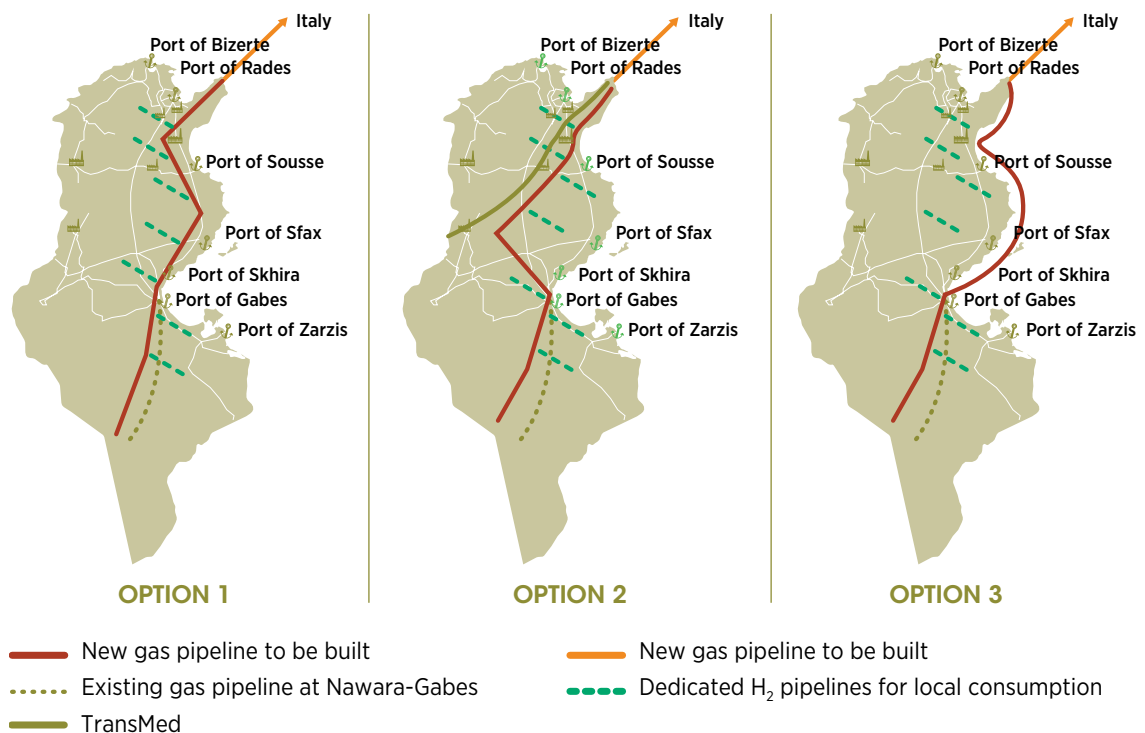 Italy
Port of Bizerte
Port of Rades
Port of Sousse
Port of Sfax
Port of Skhira
Port of Gabes
Port of Zarzis
OPTION 1
Italy
Port of Bizerte
Port of Rades
Port of Sousse
Port of Sfax
Port of Skhira
Port of Gabes
Port of Zarzis
OPTION 2
Italy
Port of Bizerte
Port of Rades
Port of Sousse
Port of Sfax
Port of Skhira
Port of Gabes
Port of Zarzis
OPTION 3
New gas pipeline to be built
Existing gas pipeline at Nawara-Gabes
TransMed
New gas pipeline to be built
Dedicated H₂ pipelines for local consumption